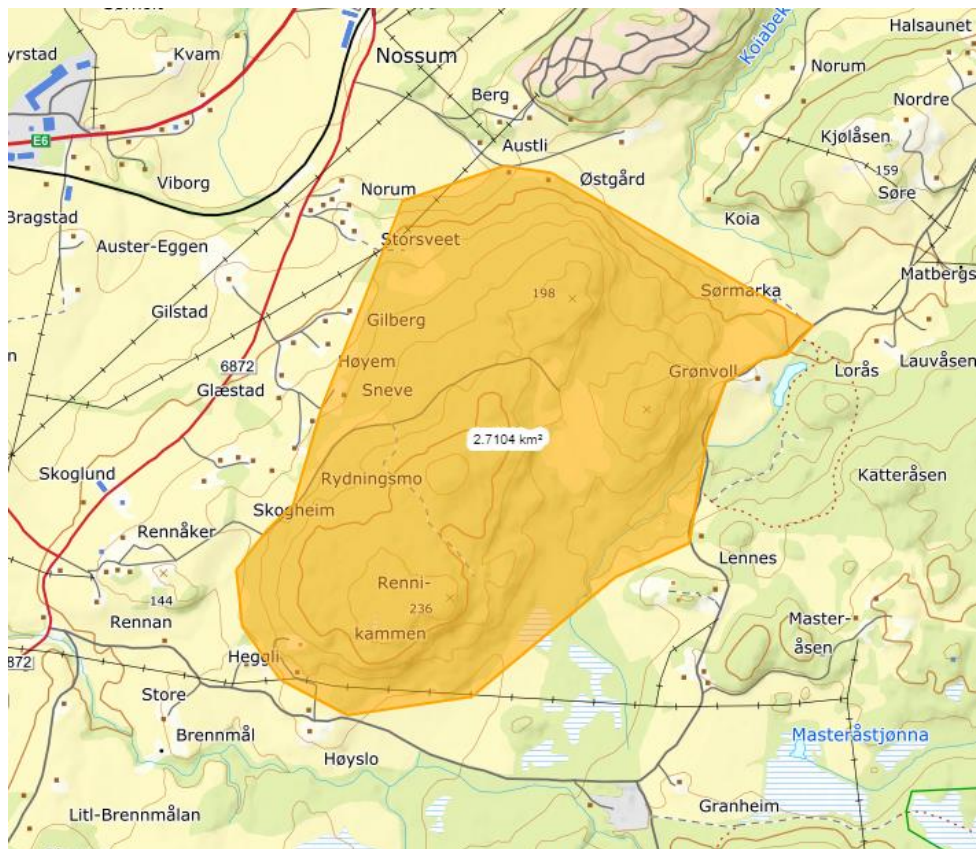 Kvam
Nossum
Koiabek
Halsaunet
yrstad
Norum
Berg
Nordre
E6
Austli
Kjølåsen
159
Viborg
Norum
Østgård
Søre
Bragstad
Koia
Auster-Eggen
Storsveet
Matbergs
198
Sørmarka
Gilstad
Gilberg
n
6872
Høyem
Grønvoll
Lorås
Lauvåsen
Glæstad
Sneve
2.7104 km²
Skoglund
Rydningsmo
Katteråsen
Skogheim
Rennåker
Lennes
144
Renni-
236
Rennan
kammen
Master-
åsen
872
Heggli
Store
Brennmål
Masteråstjønna
Høyslo
Litl-Brennmålan
Granheim